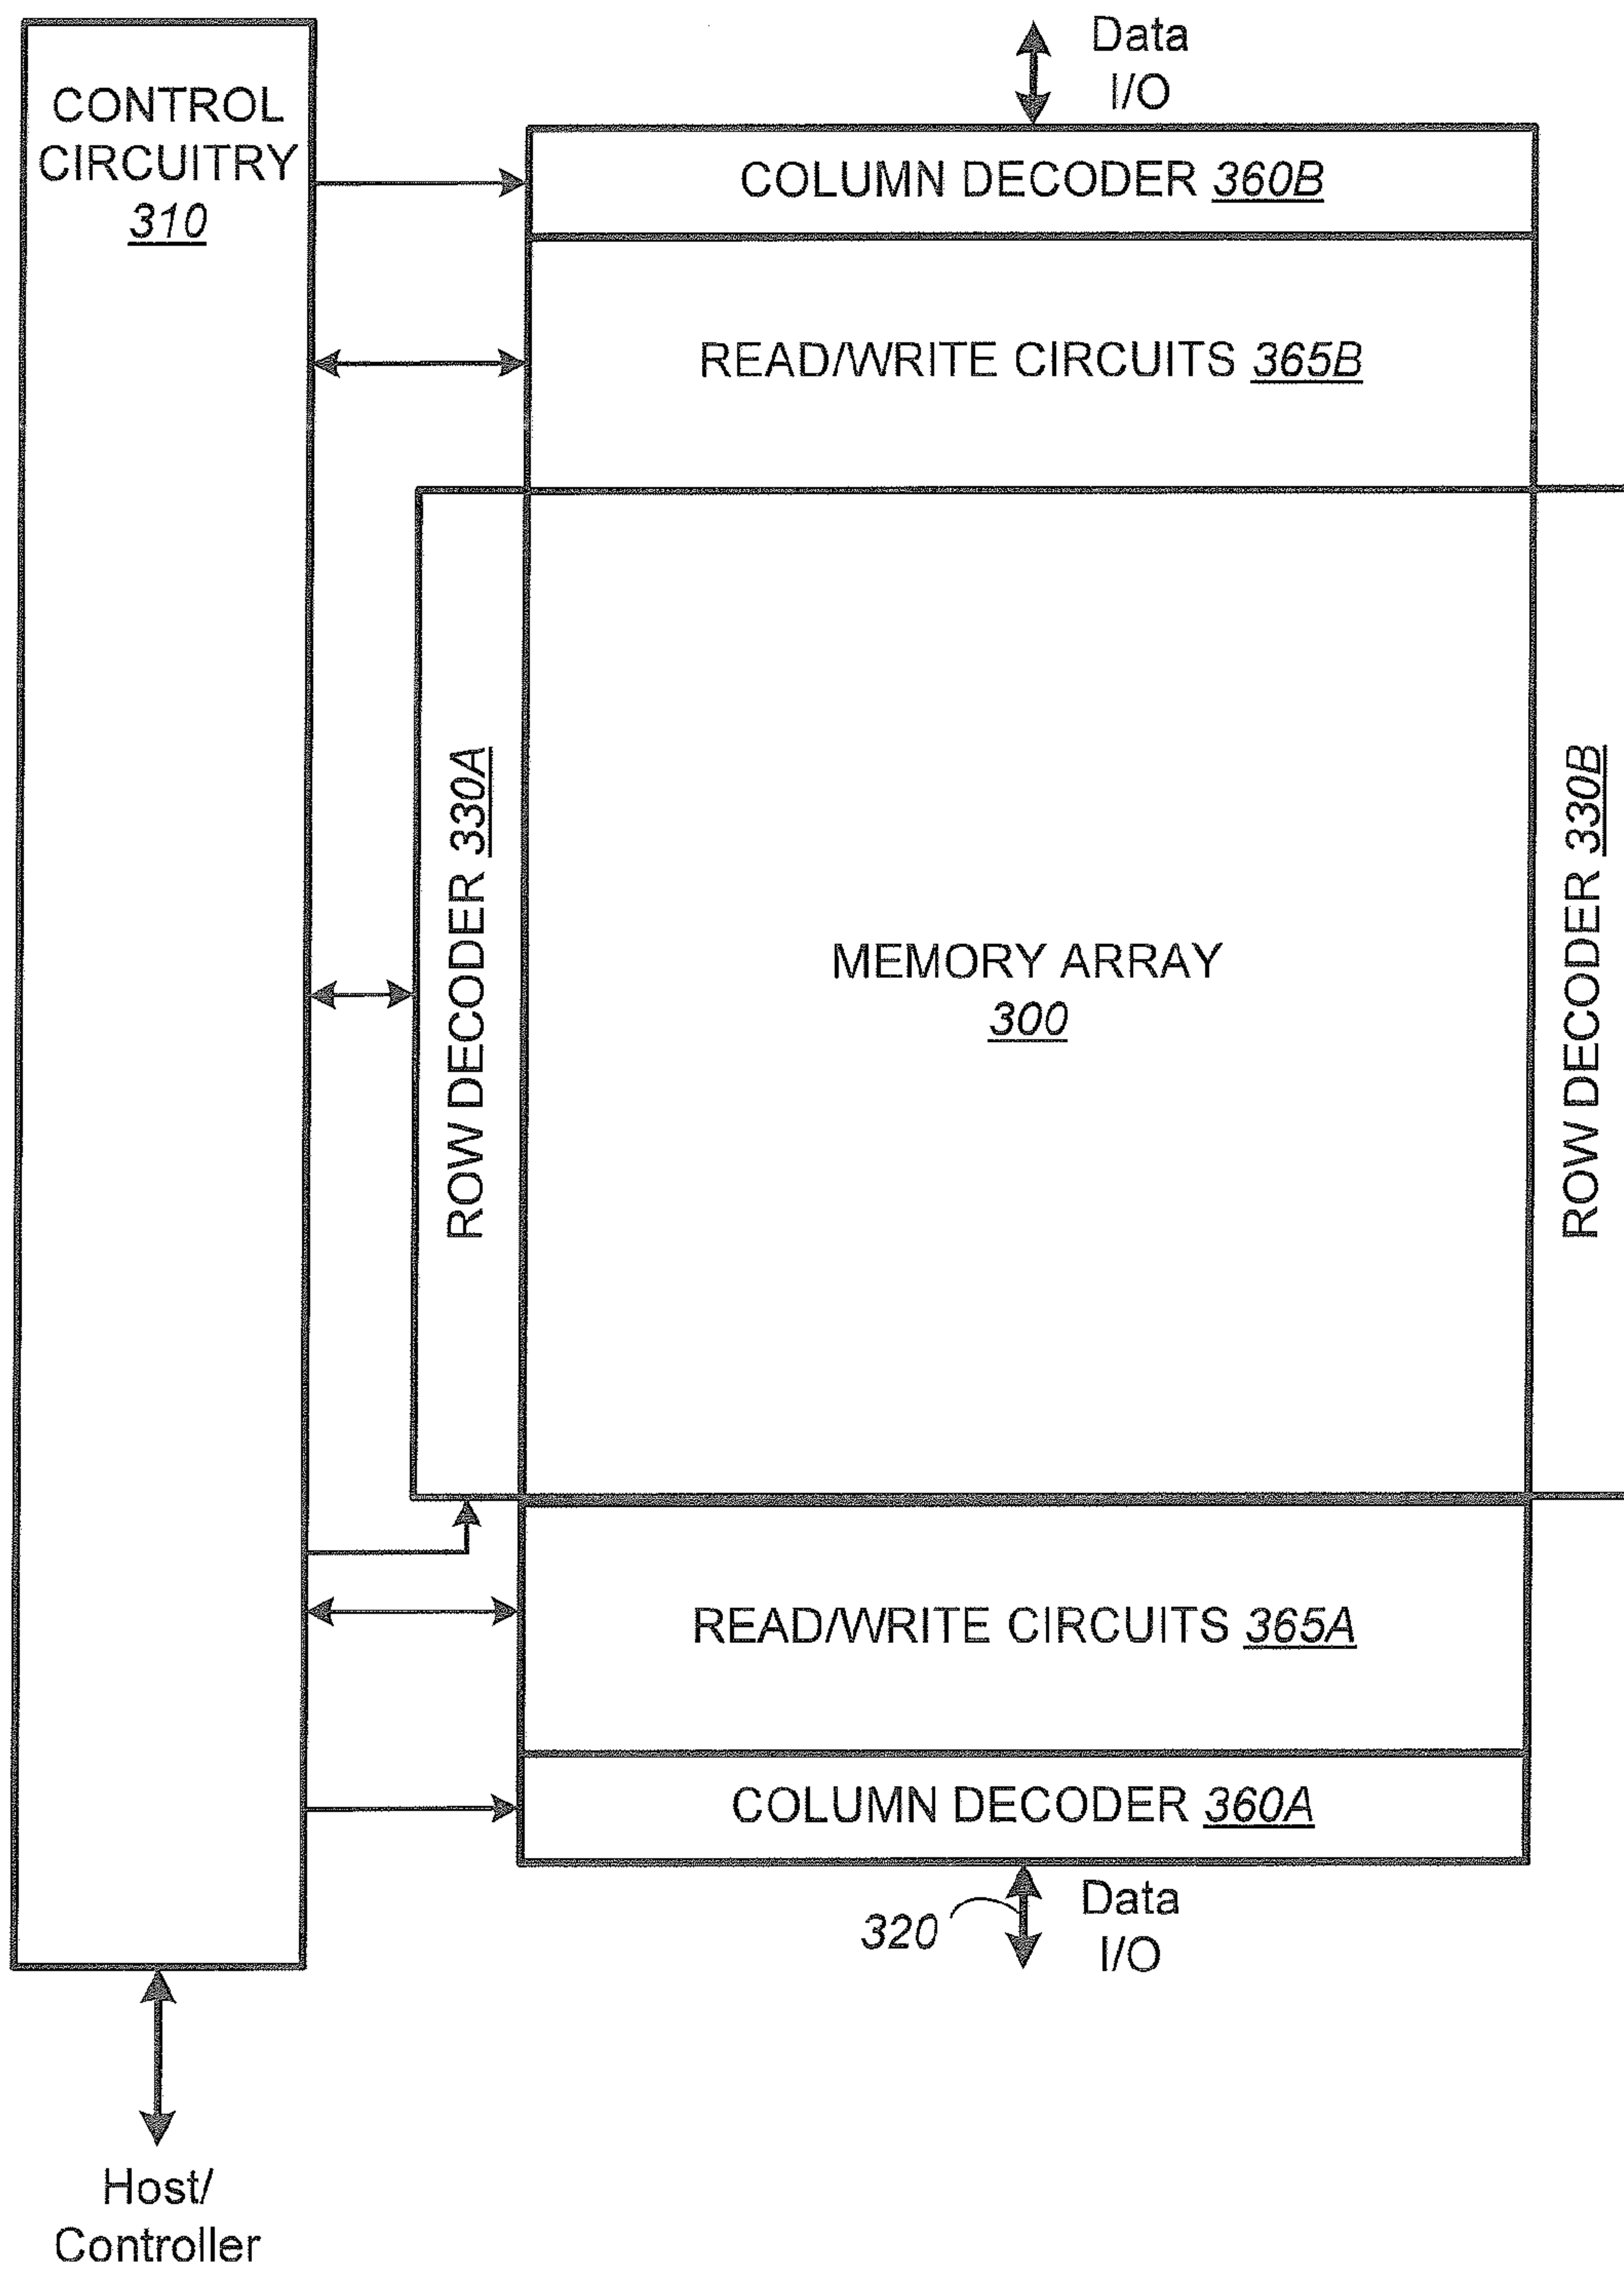 Data
I/O
CONTROL
CIRCUITRY
310
COLUMN DECODER 360B
READ/WRITE CIRCUITS 365B
ROW DECODER 330A
MEMORY ARRAY
300
ROW DECODER 330B
READ/WRITE CIRCUITS 365A
COLUMN DECODER 360A
320
Data
I/O
Host/
Controller